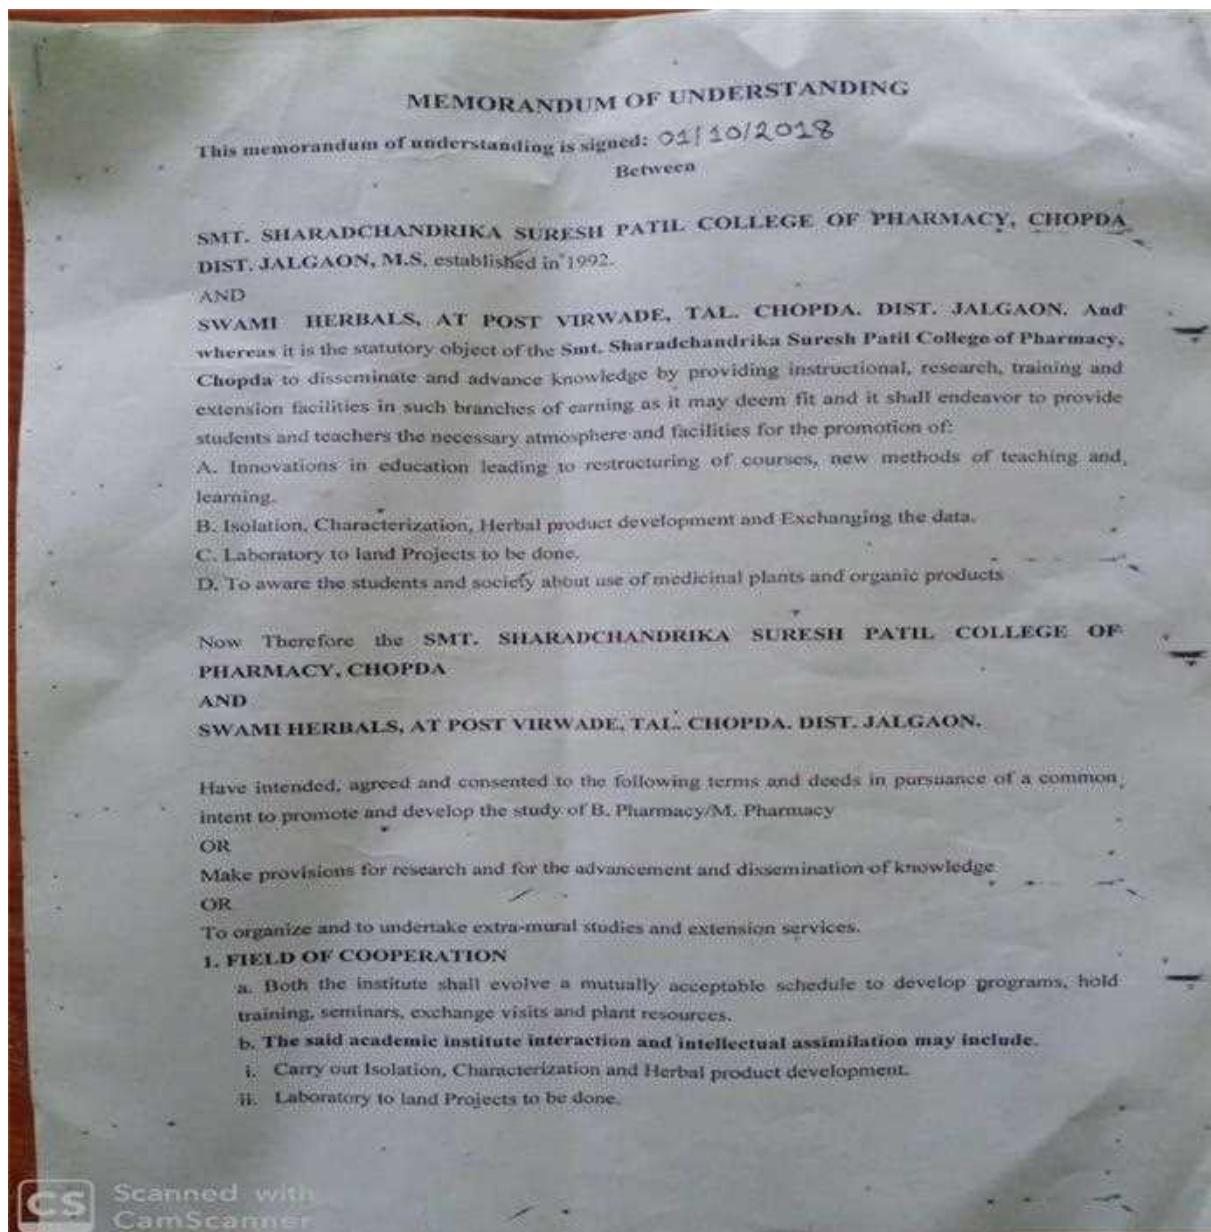 MEMORANDUM OF UNDERSTANDING
This memorandum of understanding is signed: 01/10/2018
Between
SMT. SHARADCHANDRIKA SURESH PATIL COLLEGE OF PHARMACY, CHOPDA
DIST. JALGAON, M.S. established in 1992.
AND
SWAMI HERBALS, AT POST VIRWADE, TAL. CHOPDA. DIST. JALGAON. And
whereas it is the statutory object of the Smt. Sharadchandrika Suresh Patil College of Pharmacy,
Chopda to disseminate and advance knowledge by providing instructional, research, training and
extension facilities in such branches of earning as it may deem fit and it shall endeavor to provide
students and teachers the necessary atmosphere and facilities for the promotion of:
A. Innovations in education leading to restructuring of courses, new methods of teaching and
learning.
B. Isolation, Characterization, Herbal product development and Exchanging the data.
C. Laboratory to land Projects to be done.
D. To aware the students and society about use of medicinal plants and organic products
Now Therefore the SMT. SHARADCHANDRIKA SURESH PATIL COLLEGE OF
PHARMACY, CHOPDA
AND
SWAMI HERBALS, AT POST VIRWADE, TAL. CHOPDA. DIST. JALGAON.
Have intended, agreed and consented to the following terms and deeds in pursuance of a common
intent to promote and develop the study of B. Pharmacy/M. Pharmacy
OR
Make provisions for research and for the advancement and dissemination of knowledge
OR
To organize and to undertake extra-mural studies and extension services.
1. FIELD OF COOPERATION
a. Both the institute shall evolve a mutually acceptable schedule to develop programs, hold
training, seminars, exchange visits and plant resources.
b. The said academic institute interaction and intellectual assimilation may include.
i. Carry out Isolation, Characterization and Herbal product development.
ii. Laboratory to land Projects to be done.
CS Scanned with
CamScanner